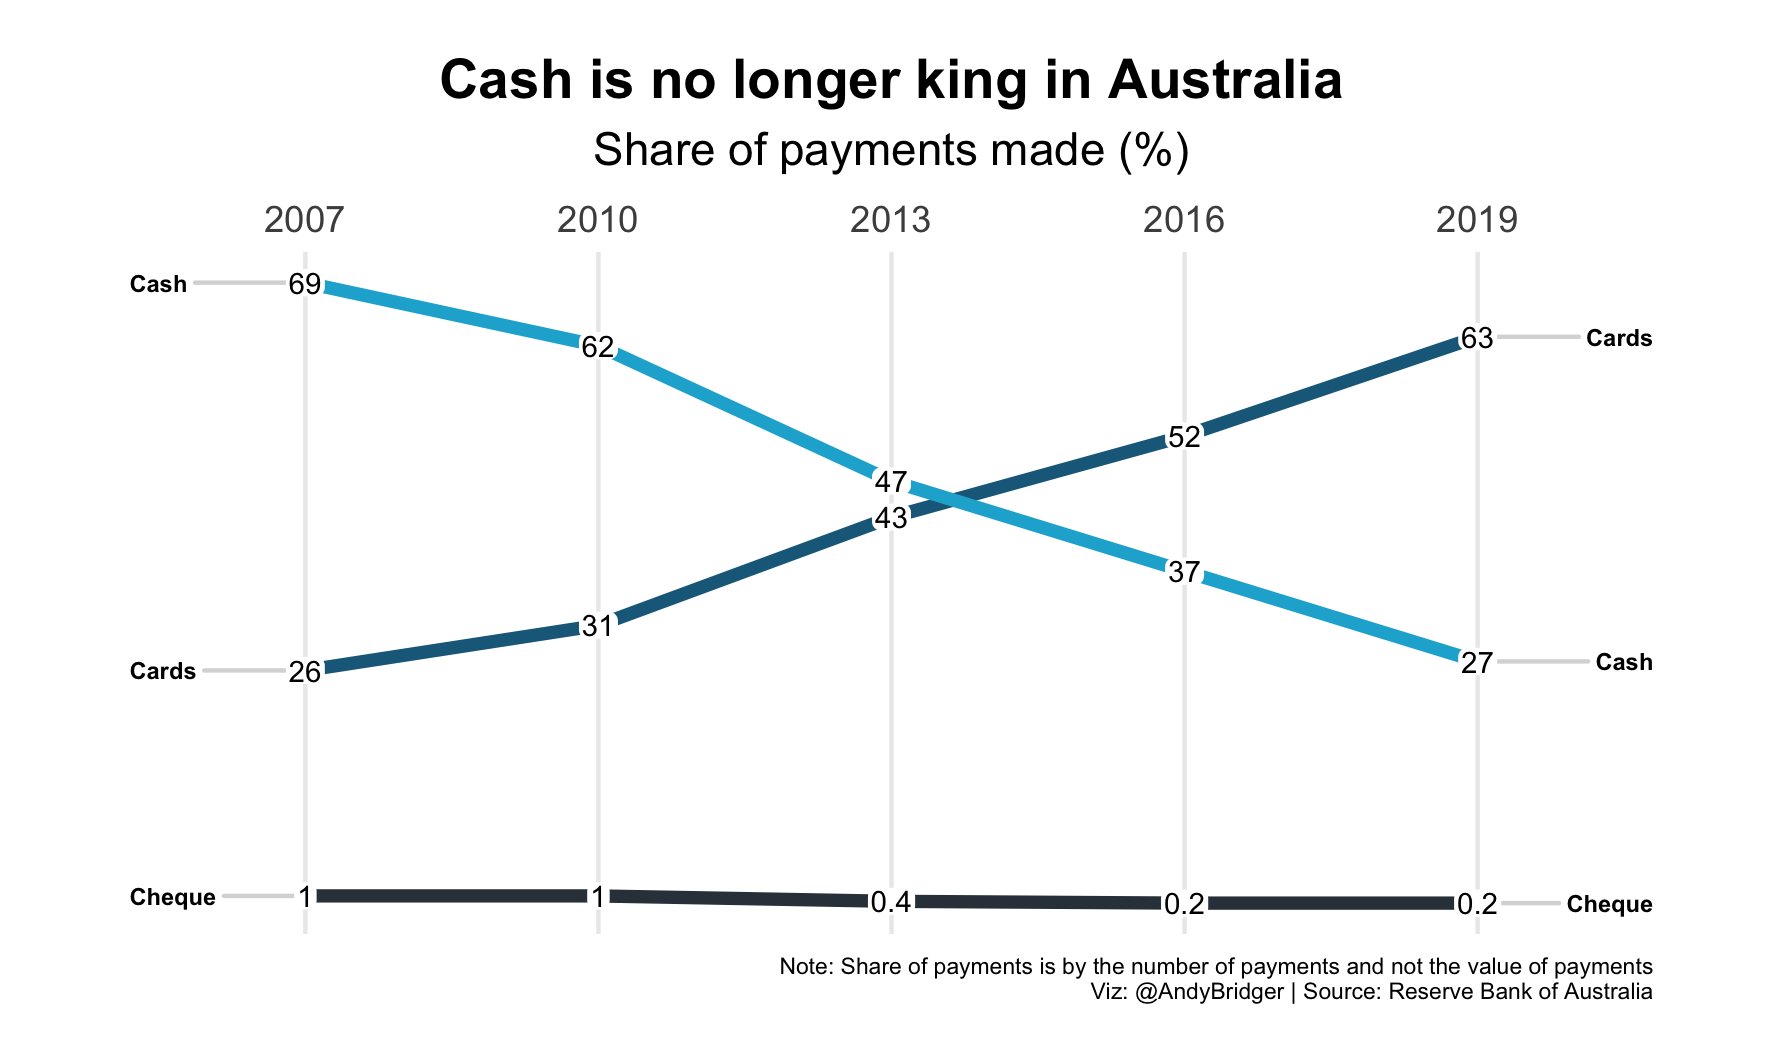 Cash is no longer king in Australia
Share of payments made (%)
2007 2010 2013 2016 2019
Cash 69
62
63 Cards
52
47
43
37
31
Cards 26
27 Cash
Cheque 1 1 0.4 0.2 0.2 Cheque
Note: Share of payments is by the number of payments and not the value of payments
Viz: @AndyBridger | Source: Reserve Bank of Australia